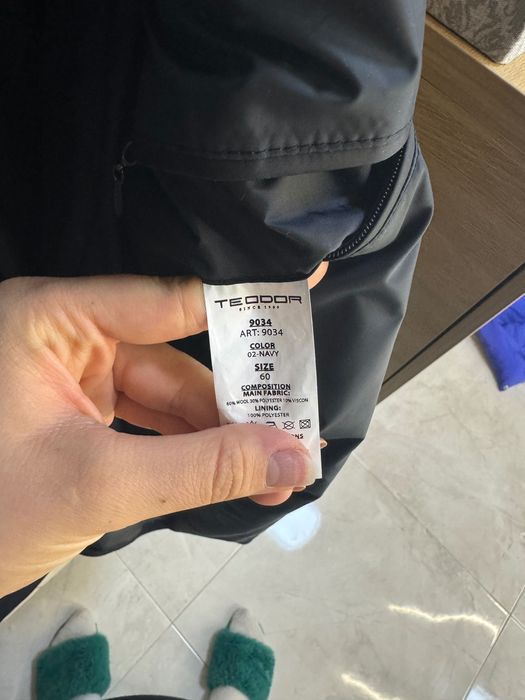 TEODOR
SINCE 1990
9034
ART: 9034
COLOR
02-NAVY
SIZE
60
COMPOSITION
MAIN FABRIC:
60% WOOL 30% POLYESTER 10% VISCON
LINING:
100% POLYESTER